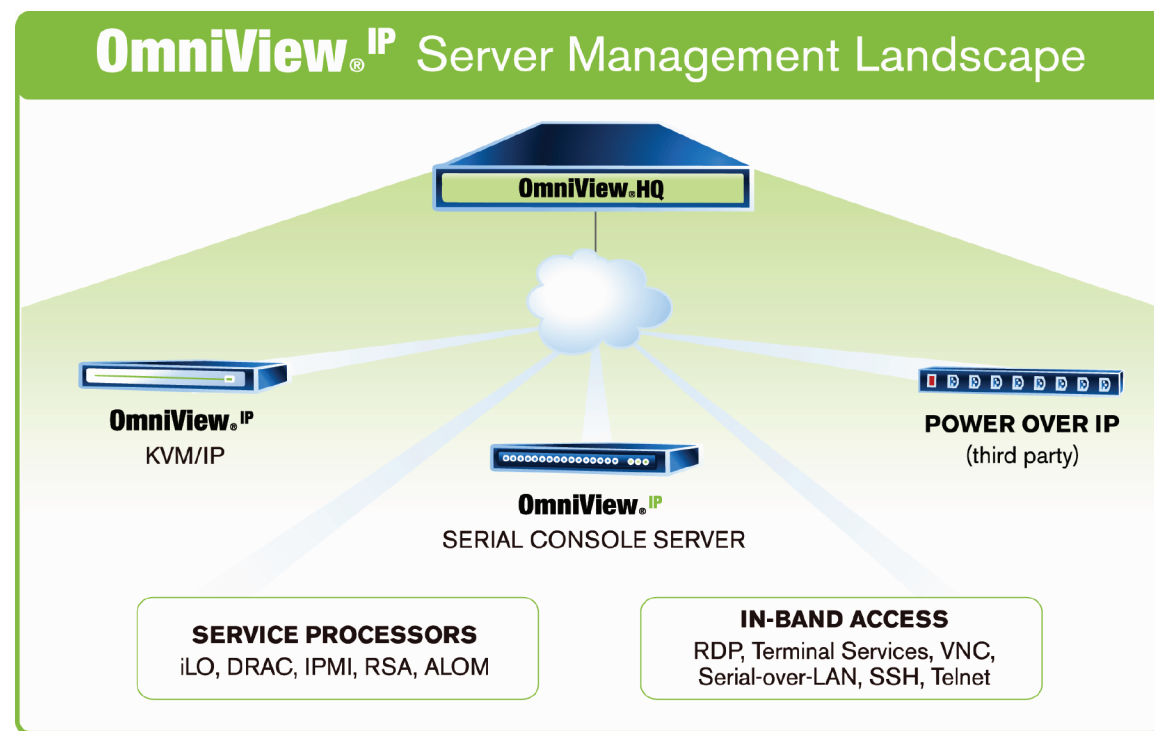 OmniView®IP Server Management Landscape
OmniView®HQ
OmniView®IP
KVM/IP
POWER OVER IP
(third party)
OmniView®IP
SERIAL CONSOLE SERVER
SERVICE PROCESSORS
iLO, DRAC, IPMI, RSA, ALOM
IN-BAND ACCESS
RDP, Terminal Services, VNC,
Serial-over-LAN, SSH, Telnet